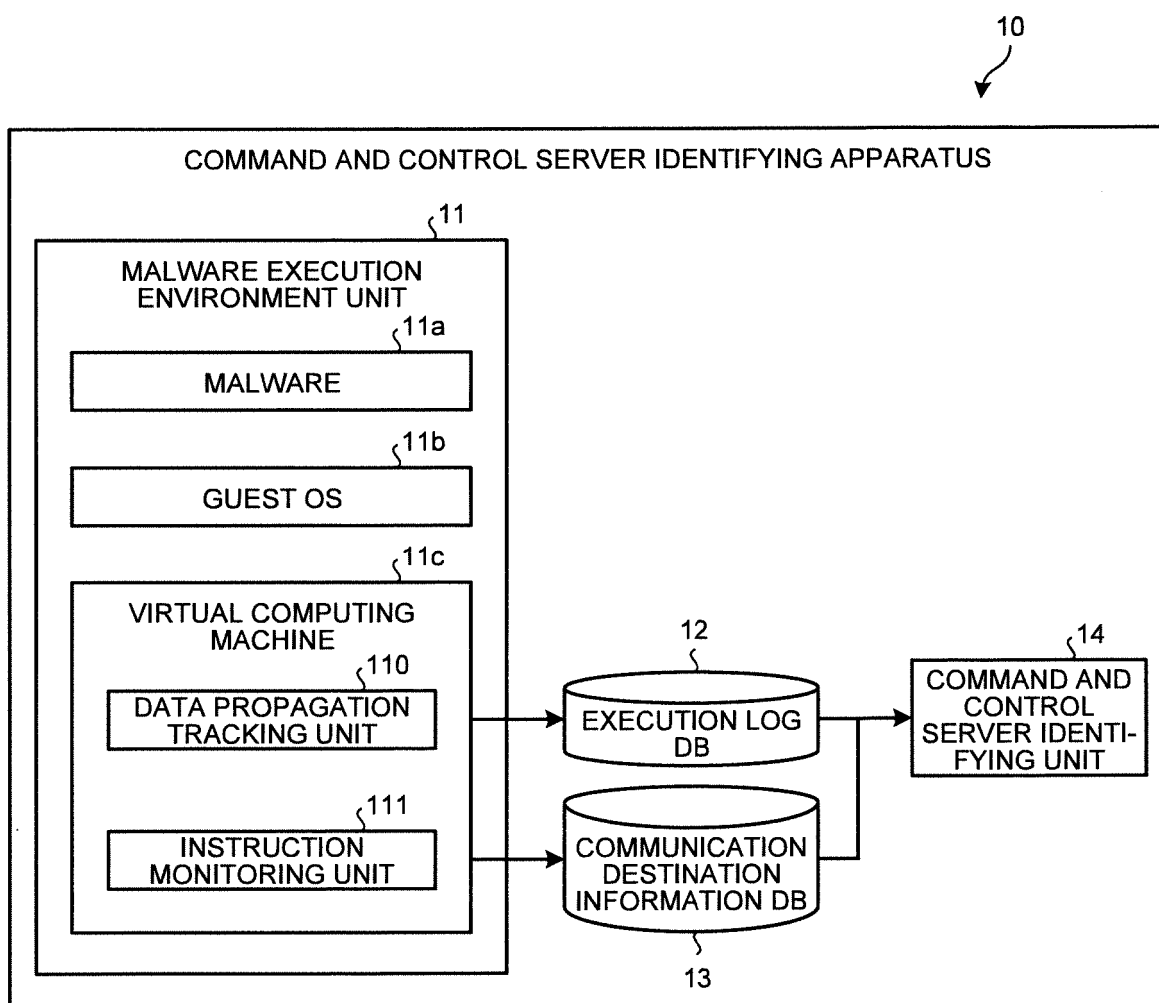 10
COMMAND AND CONTROL SERVER IDENTIFYING APPARATUS
11
MALWARE EXECUTION
ENVIRONMENT UNIT
11a
MALWARE
11b
GUEST OS
11c
VIRTUAL COMPUTING
MACHINE
110
DATA PROPAGATION
TRACKING UNIT
111
INSTRUCTION
MONITORING UNIT
12
EXECUTION LOG
DB
COMMUNICATION
DESTINATION
INFORMATION DB
13
14
COMMAND AND
CONTROL
SERVER IDENTI-
FYING UNIT